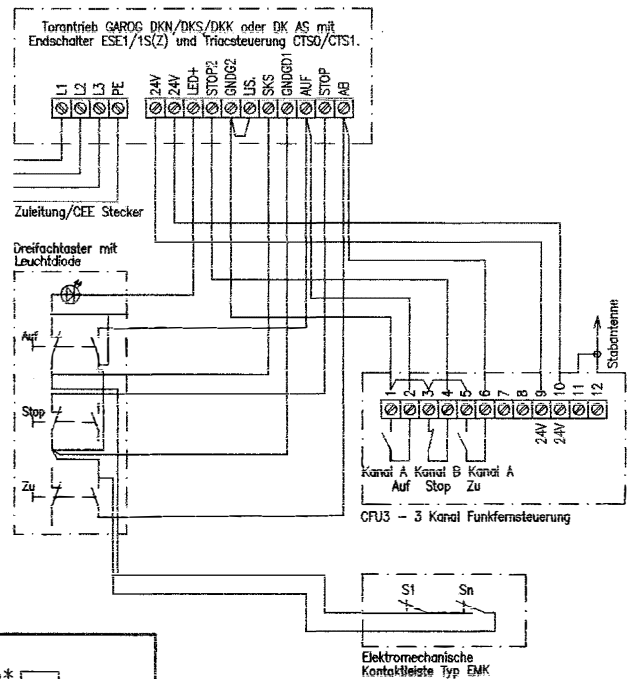 Torantrieb GAROG DKN/DKS/DKK oder DK AS mit
Endschalter ESE1/1S(Z) und Triacsteuerung CTS0/CTS1.
L1 L2 L3 PE 24V 24V LED+ STOP2 GNDG2 LIS. SKS GNDGD1 AUF STOP AB
Zuleitung/CEE Stecker
Dreifachtaster mit
Leuchtdiode
Auf
Stop
Zu
Stabantenne
1 2 3 4 5 6 7 8 9 10 11 12
24V 24V
Kanal A Kanal B Kanal A
Auf Stop Zu
CFU3 - 3 Kanal Funkfernsteuerung
S1 Sn
Elektromechanische
Kontaktleiste Typ EMK